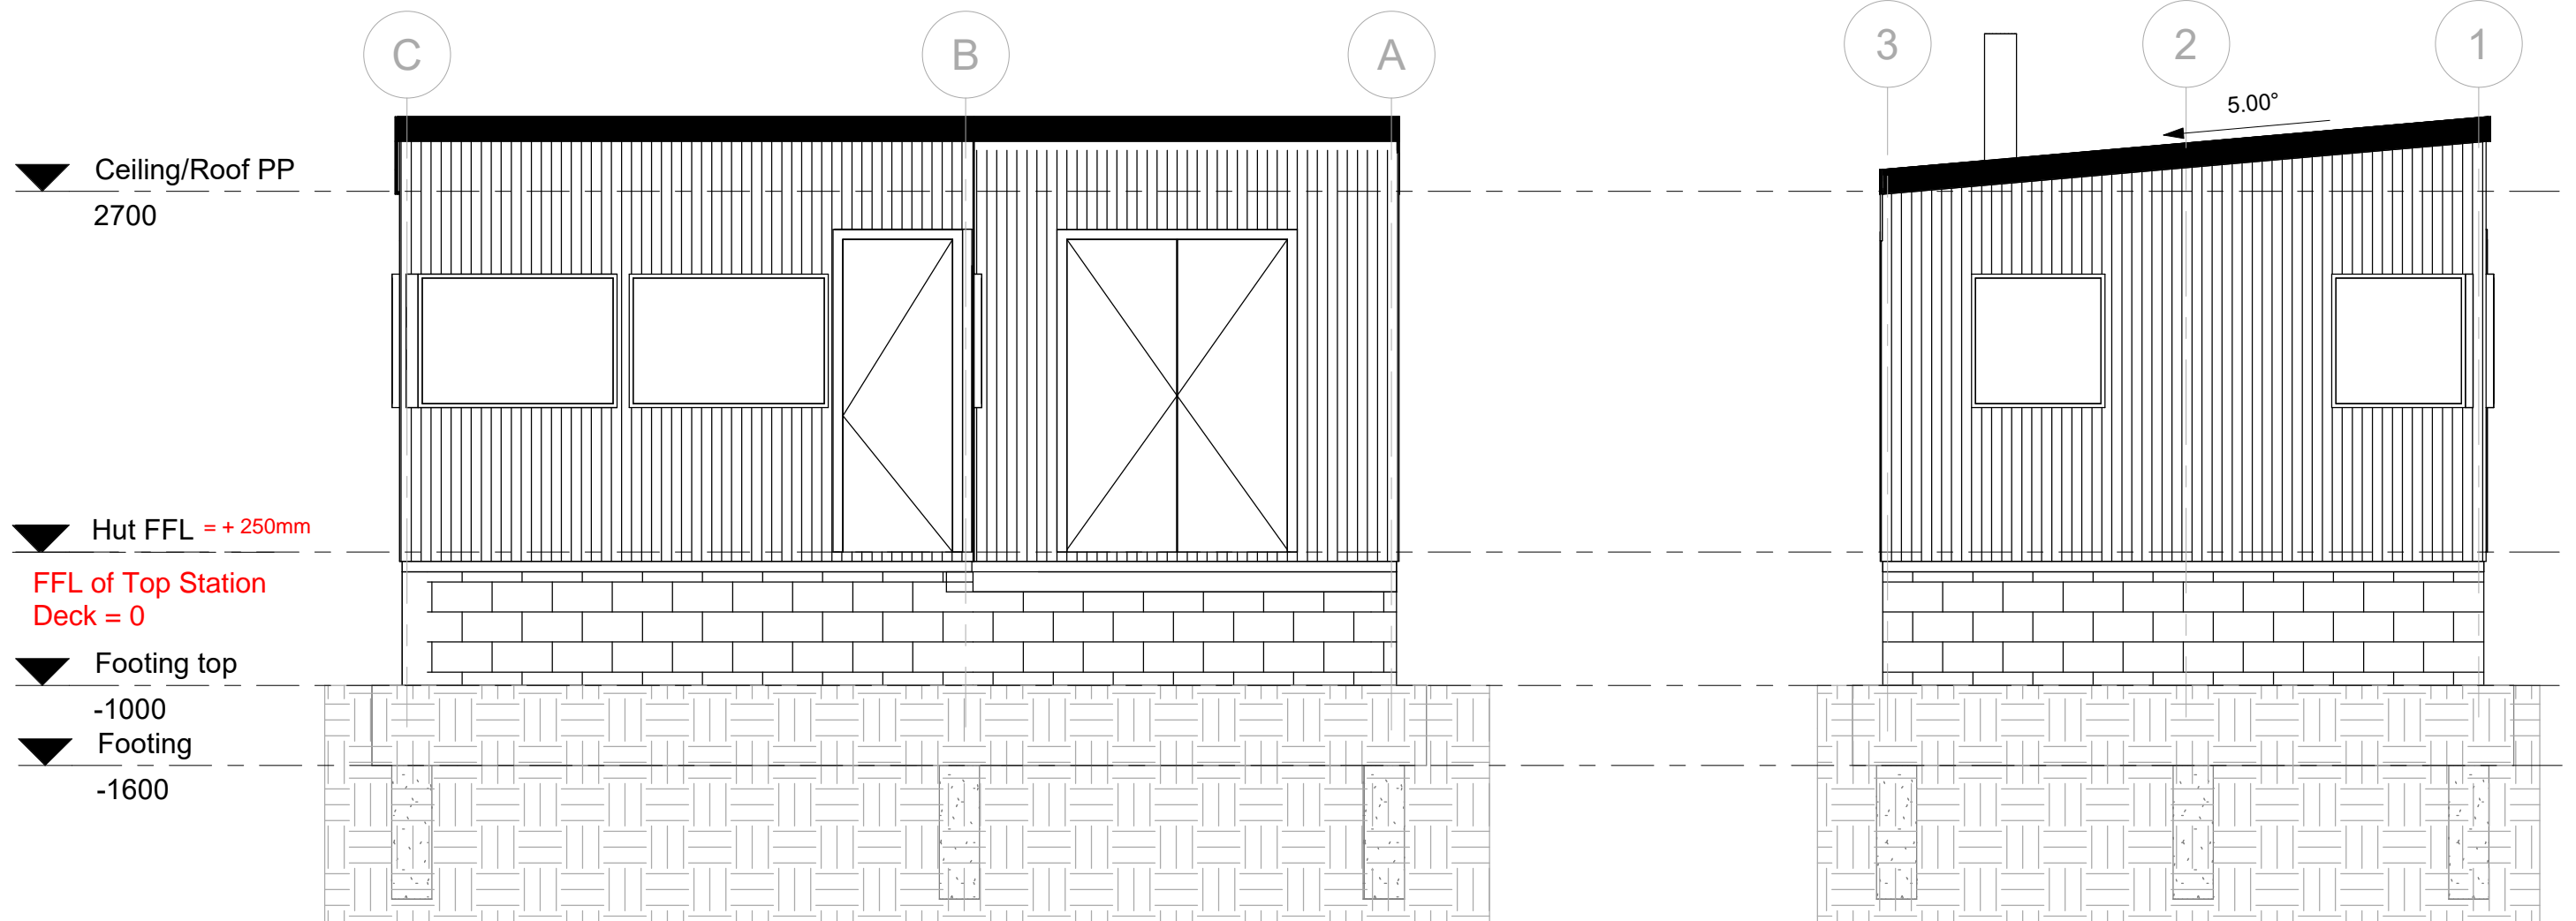 C
B
A
3
2
1
5.00°
Ceiling/Roof PP
2700
Hut FFL = + 250mm
FFL of Top Station
Deck = 0
Footing top
-1000
Footing
-1600